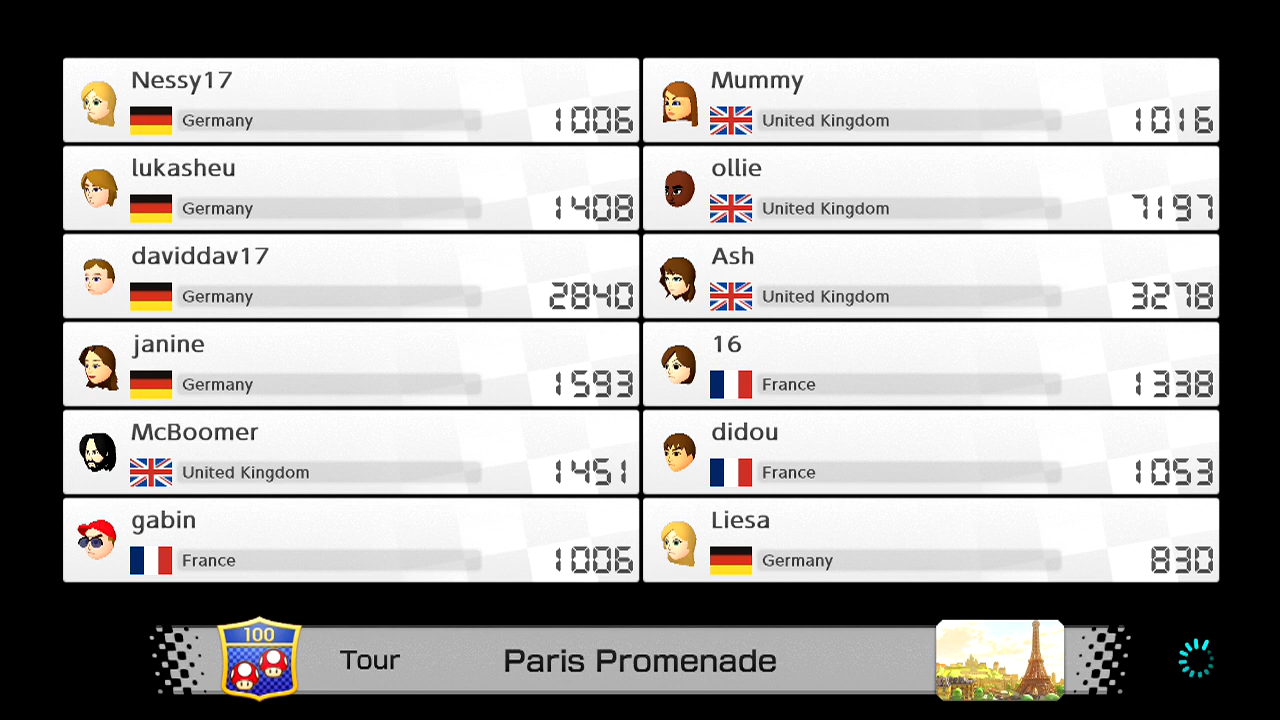 Nessy17
Germany 1006
lukasheu
Germany 1408
daviddav17
Germany 2840
janine
Germany 1593
McBoomer
United Kingdom 1451
gabin
France 1006
Mummy
United Kingdom 1016
ollie
United Kingdom 7197
Ash
United Kingdom 3278
16
France 1338
didou
France 1053
Liesa
Germany 830
100
Tour Paris Promenade